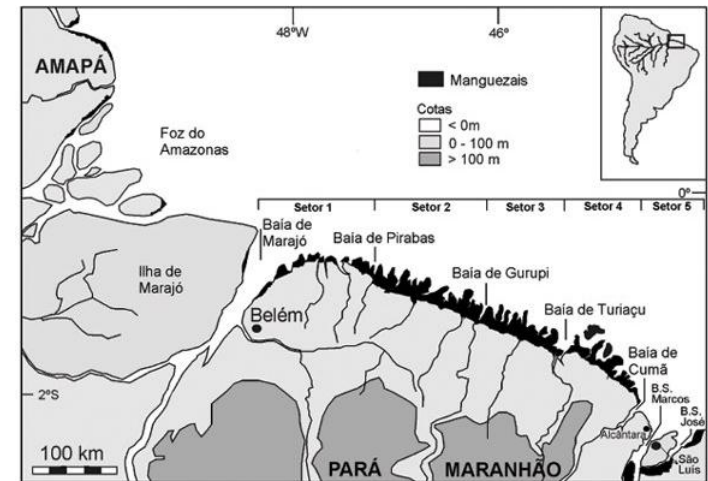 48°W
46°
AMAPÁ
Manguezais
Cotas
< 0m
0 - 100 m
> 100 m
Foz do
Amazonas
0º
Setor 1
Setor 2
Setor 3
Setor 4
Setor 5
Baía de
Marajó
Baía de Pirabas
Baía de Gurupi
Ilha de
Marajó
Baía de Turiaçu
Belém
Baía de
Cumã
2°S
B.S.
Marcos
B.S.
José
Alcântara
São
Luís
100 km
PARÁ
MARANHÃO